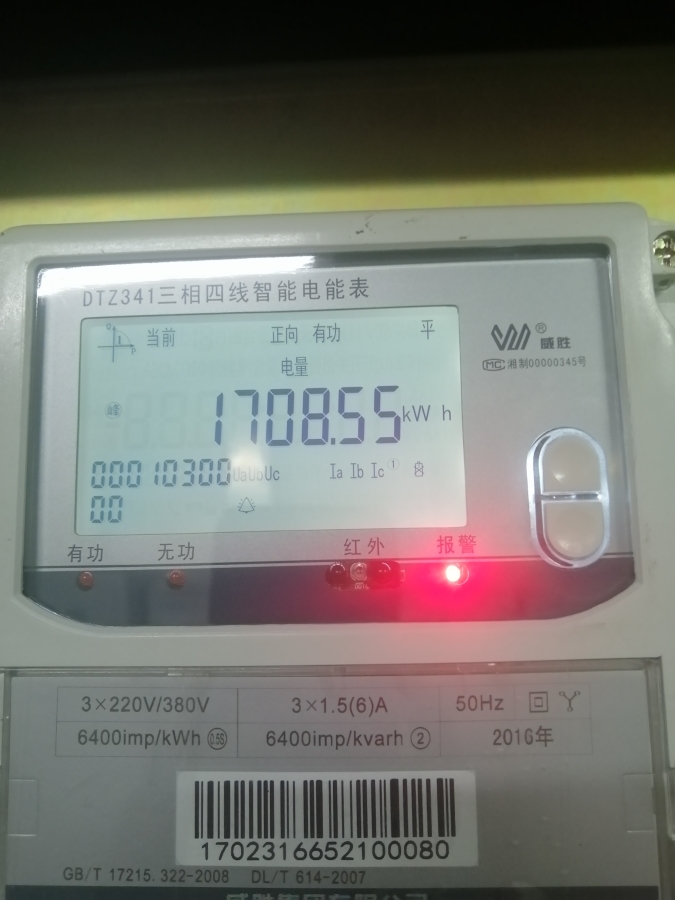 DTZ341三相四线智能电能表
当前 正向 有功 平
电量
峰
1708.55 kWh
00010300 UaUbUc Ia Ib Ic ① 8
00
® 威胜
MC 湘制00000345号
有功 无功 红外 报警
3×220V/380V 3×1.5(6)A 50Hz
6400imp/kWh 0.5S 6400imp/kvarh ② 2016年
1702316652100080
GB/T 17215.322-2008 DL/T 614-2007